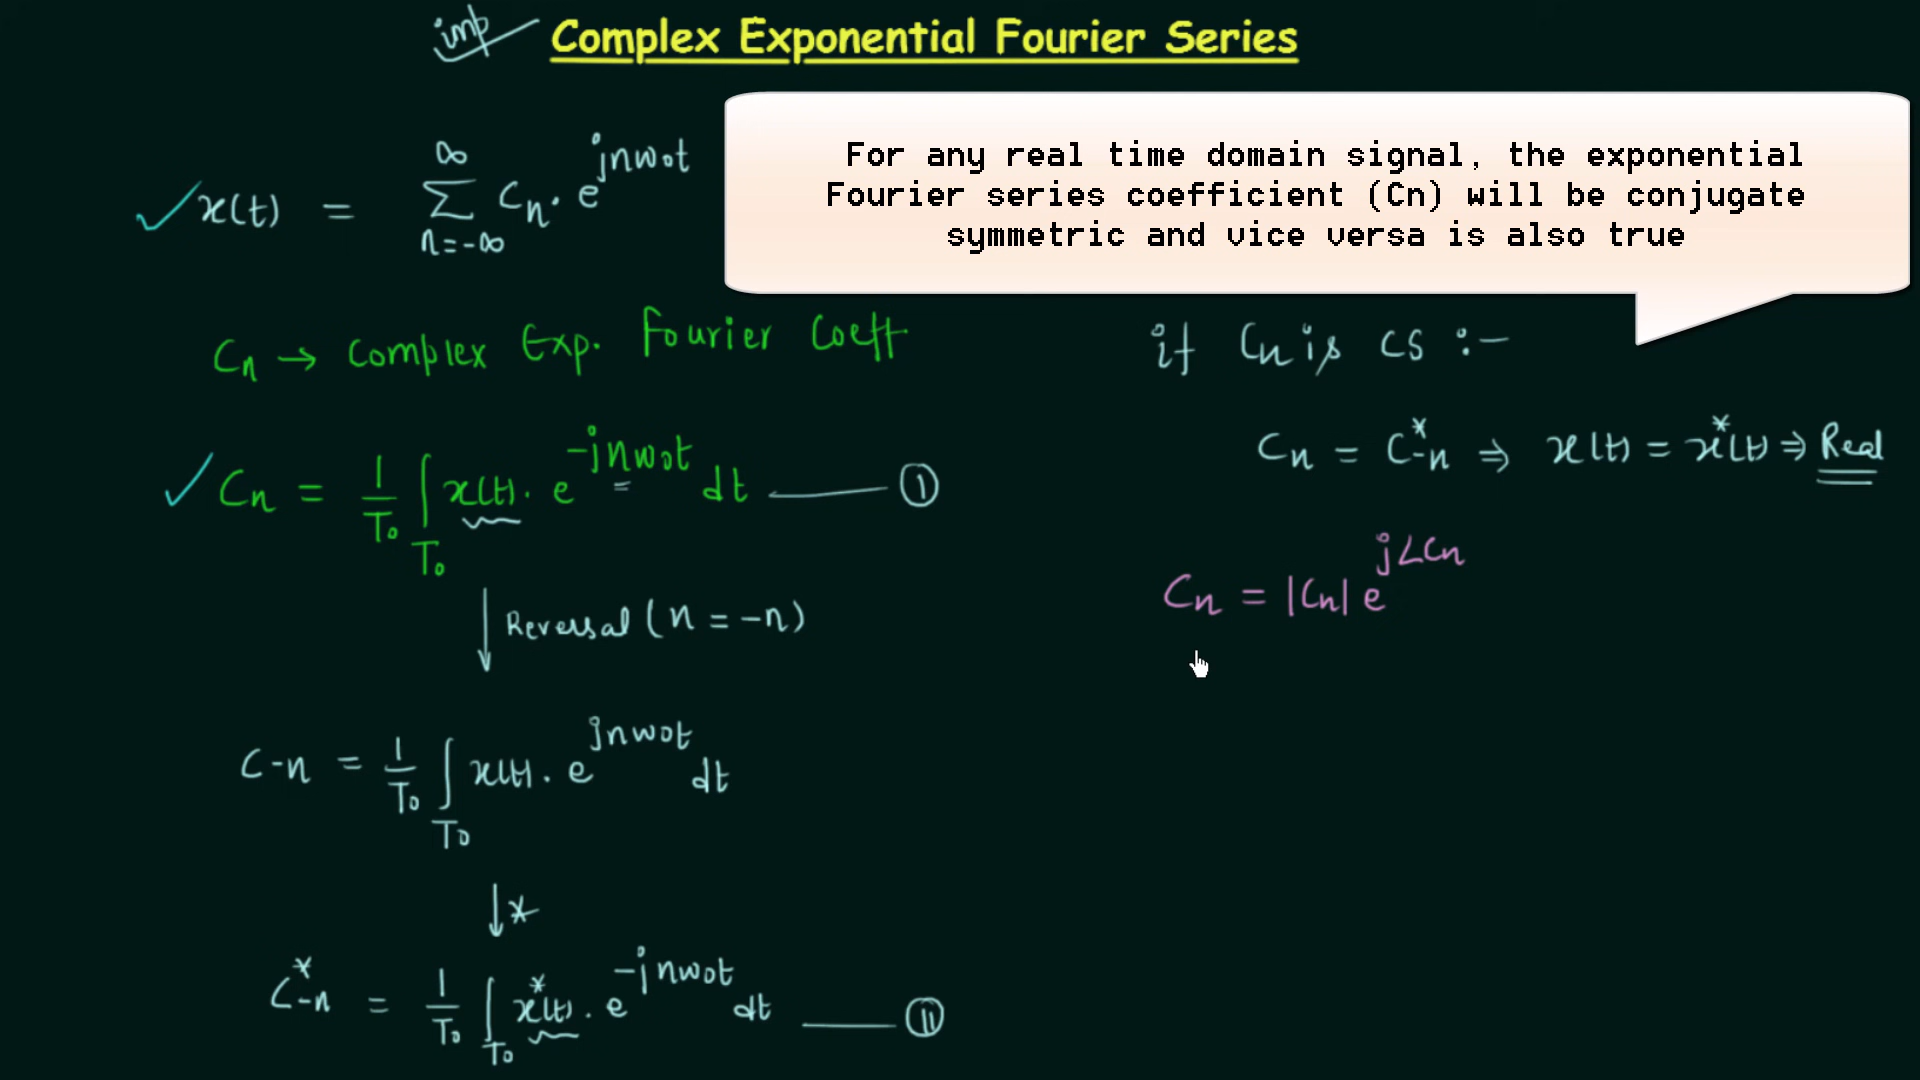 imp Complex Exponential Fourier Series
For any real time domain signal, the exponential
Fourier series coefficient (Cn) will be conjugate
symmetric and vice versa is also true
x(t) = ∞ Σ n=-∞ Cn · e^jnω0t
Cn → Complex Exp. Fourier Coeff
Cn = 1/T0 ∫T0 x(t) · e^-jnω0t dt —— I
Reversal (n = -n)
C-n = 1/T0 ∫T0 x(t) · e^jnω0t dt
↓ *
C*-n = 1/T0 ∫T0 x*(t) · e^-jnω0t dt —— II
if Cn is CS :-
Cn = C*-n ⇒ x(t) = x*(t) ⇒ Real
Cn = |Cn| e^j∠Cn